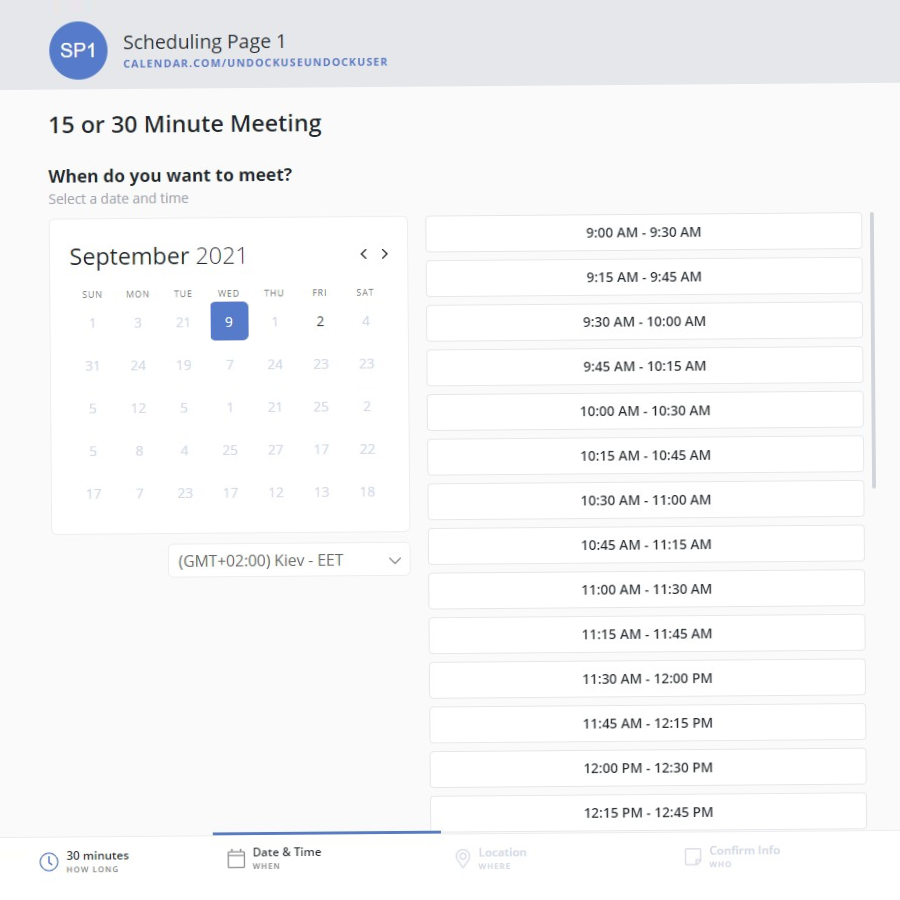 SP1
Scheduling Page 1
CALENDAR.COM/UNDOCKUSEUNDOCKUSER
15 or 30 Minute Meeting
When do you want to meet?
Select a date and time
September 2021
SUN MON TUE WED THU FRI SAT
1 3 21 9 1 2 4
31 24 19 7 24 23 23
5 12 5 1 21 25 2
5 8 4 25 27 17 22
17 7 23 17 12 13 18
(GMT+02:00) Kiev - EET
9:00 AM - 9:30 AM
9:15 AM - 9:45 AM
9:30 AM - 10:00 AM
9:45 AM - 10:15 AM
10:00 AM - 10:30 AM
10:15 AM - 10:45 AM
10:30 AM - 11:00 AM
10:45 AM - 11:15 AM
11:00 AM - 11:30 AM
11:15 AM - 11:45 AM
11:30 AM - 12:00 PM
11:45 AM - 12:15 PM
12:00 PM - 12:30 PM
12:15 PM - 12:45 PM
30 minutes
HOW LONG
Date & Time
WHEN
Location
WHERE
Confirm Info
WHO